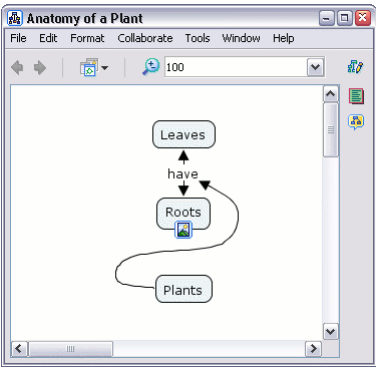 Anatomy of a Plant
File Edit Format Collaborate Tools Window Help
100
Leaves
have
Roots
Plants